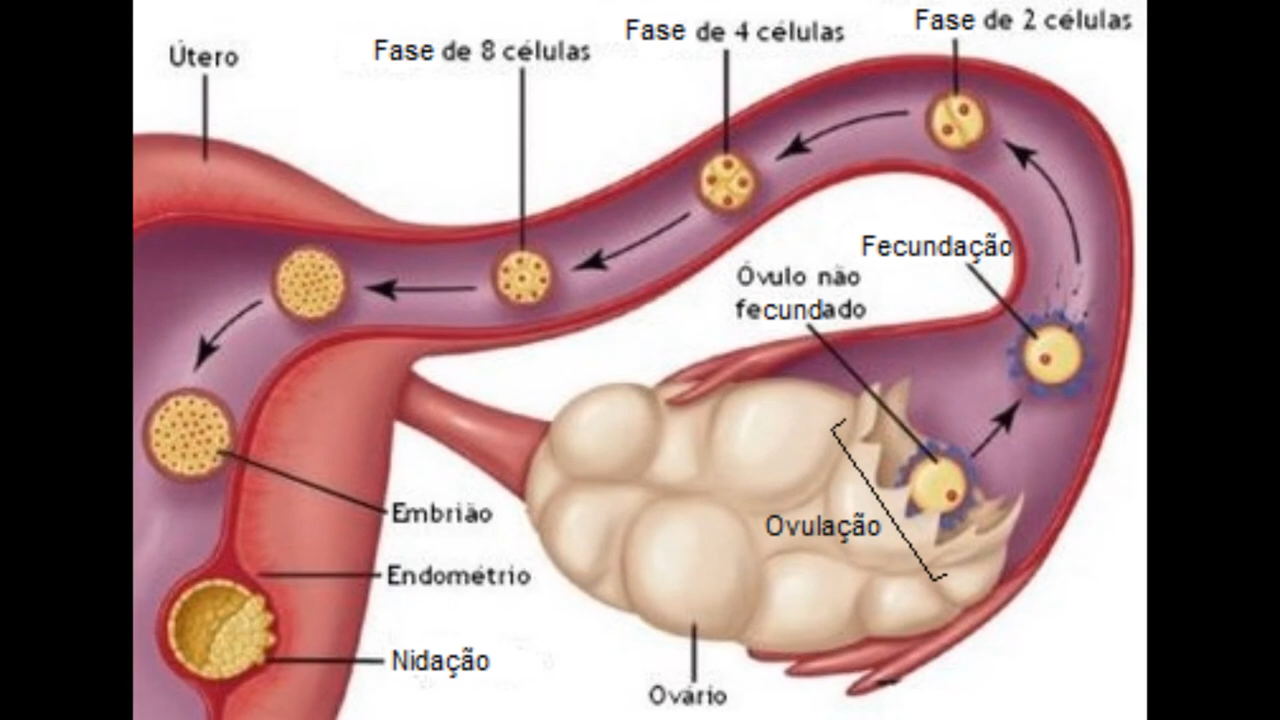 Fase de 2 células
Fase de 4 células
Fase de 8 células
Útero
Fecundação
Óvulo não
fecundado
Ovulação
Embrião
Endométrio
Nidação
Ovário